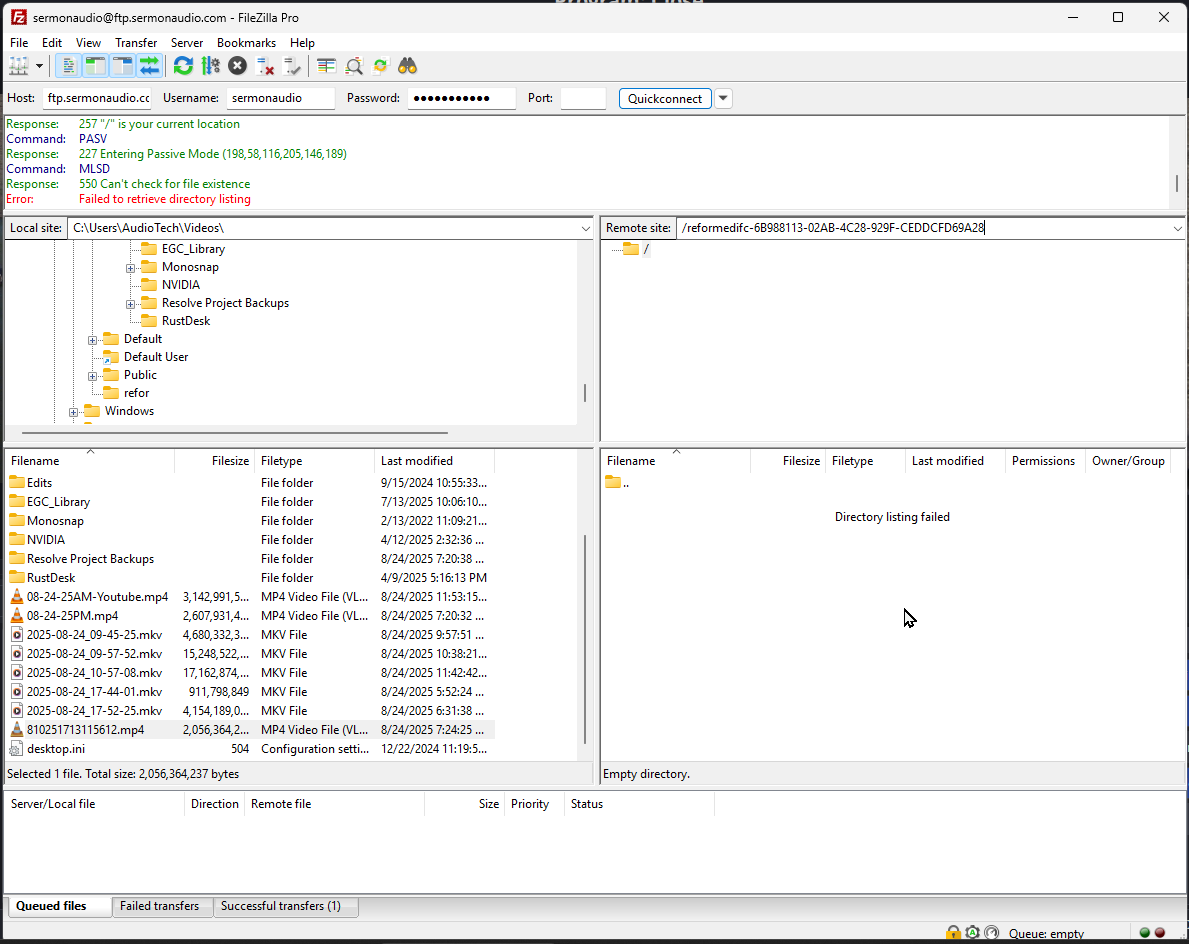 sermonaudio@ftp.sermonaudio.com - FileZilla Pro
File Edit View Transfer Server Bookmarks Help
Host: ftp.sermonaudio.cc Username: sermonaudio Password: ●●●●●●●●●●● Port: Quickconnect
Response: 257 "/" is your current location
Command: PASV
Response: 227 Entering Passive Mode (198,58,116,205,146,189)
Command: MLSD
Response: 550 Can't check for file existence
Error: Failed to retrieve directory listing
Local site: C:\Users\AudioTech\Videos\
EGC_Library
Monosnap
NVIDIA
Resolve Project Backups
RustDesk
Default
Default User
Public
refor
Windows
Remote site: /reformedifc-6B988113-02AB-4C28-929F-CEDDCFD69A28
/
Filename Filesize Filetype Last modified
Edits File folder 9/15/2024 10:55:33...
EGC_Library File folder 7/13/2025 10:06:10...
Monosnap File folder 2/13/2022 11:09:21...
NVIDIA File folder 4/12/2025 2:32:36 ...
Resolve Project Backups File folder 8/24/2025 7:20:38 ...
RustDesk File folder 4/9/2025 5:16:13 PM
08-24-25AM-Youtube.mp4 3,142,991,5... MP4 Video File (VL... 8/24/2025 11:53:15...
08-24-25PM.mp4 2,607,931,4... MP4 Video File (VL... 8/24/2025 7:20:32 ...
2025-08-24_09-45-25.mkv 4,680,332,3... MKV File 8/24/2025 9:57:51 ...
2025-08-24_09-57-52.mkv 15,248,522,... MKV File 8/24/2025 10:38:21...
2025-08-24_10-57-08.mkv 17,162,874,... MKV File 8/24/2025 11:42:42...
2025-08-24_17-44-01.mkv 911,798,849 MKV File 8/24/2025 5:52:24 ...
2025-08-24_17-52-25.mkv 4,154,189,0... MKV File 8/24/2025 6:31:38 ...
810251713115612.mp4 2,056,364,2... MP4 Video File (VL... 8/24/2025 7:24:25 ...
desktop.ini 504 Configuration setti... 12/22/2024 11:19:5...
Selected 1 file. Total size: 2,056,364,237 bytes
Filename Filesize Filetype Last modified Permissions Owner/Group
..
Directory listing failed
Empty directory.
Server/Local file Direction Remote file Size Priority Status
Queued files Failed transfers Successful transfers (1)
Queue: empty